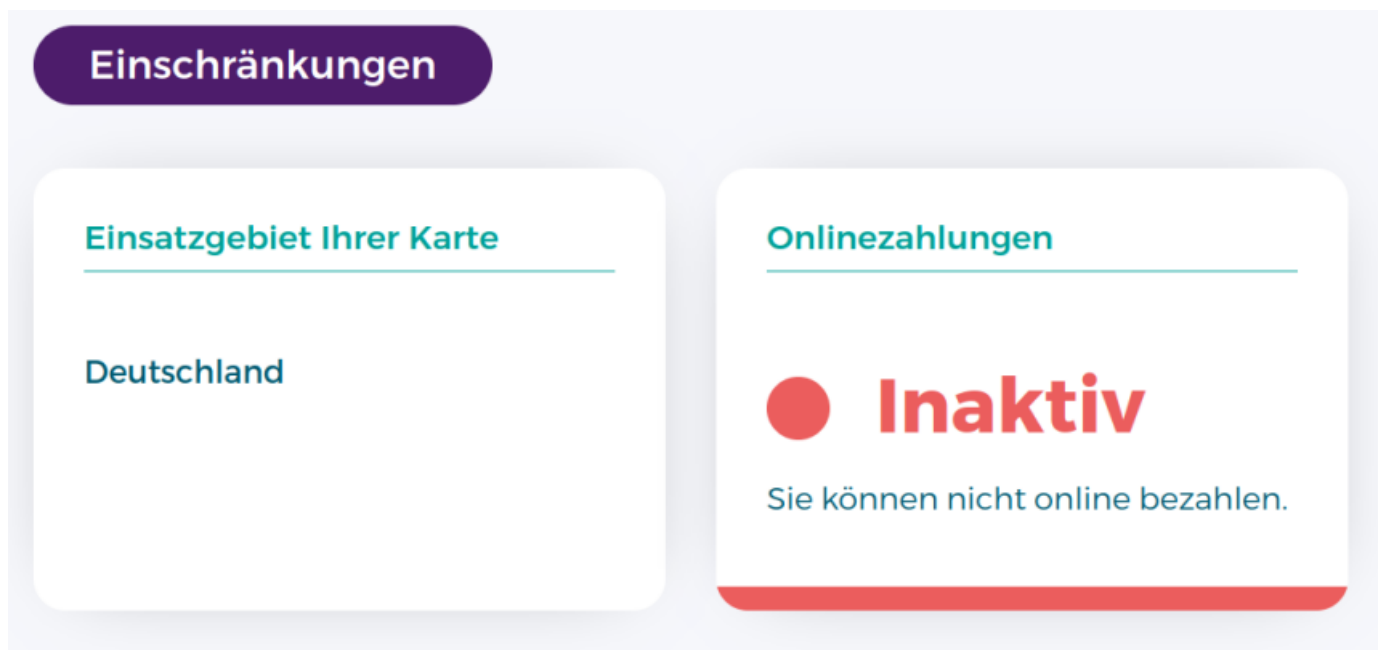 Einschränkungen
Einsatzgebiet Ihrer Karte
Deutschland
Onlinezahlungen
Inaktiv
Sie können nicht online bezahlen.